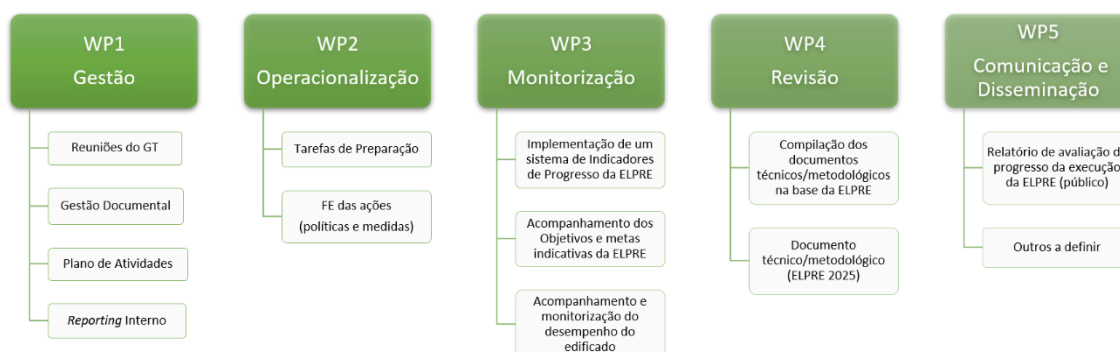 WP1
Gestão
Reuniões do GT
Gestão Documental
Plano de Atividades
Reporting Interno
WP2
Operacionalização
Tarefas de Preparação
FE das ações
(políticas e medidas)
WP3
Monitorização
Implementação de um
sistema de Indicadores
de Progresso da ELPRE
Acompanhamento dos
Objetivos e metas
indicativas da ELPRE
Acompanhamento e
monitorização do
desempenho do
edificado
WP4
Revisão
Compilação dos
documentos
técnicos/metodológicos
na base da ELPRE
Documento
técnico/metodológico
(ELPRE 2025)
WP5
Comunicação e
Disseminação
Relatório de avaliação d
progresso da execução
da ELPRE (público)
Outros a definir